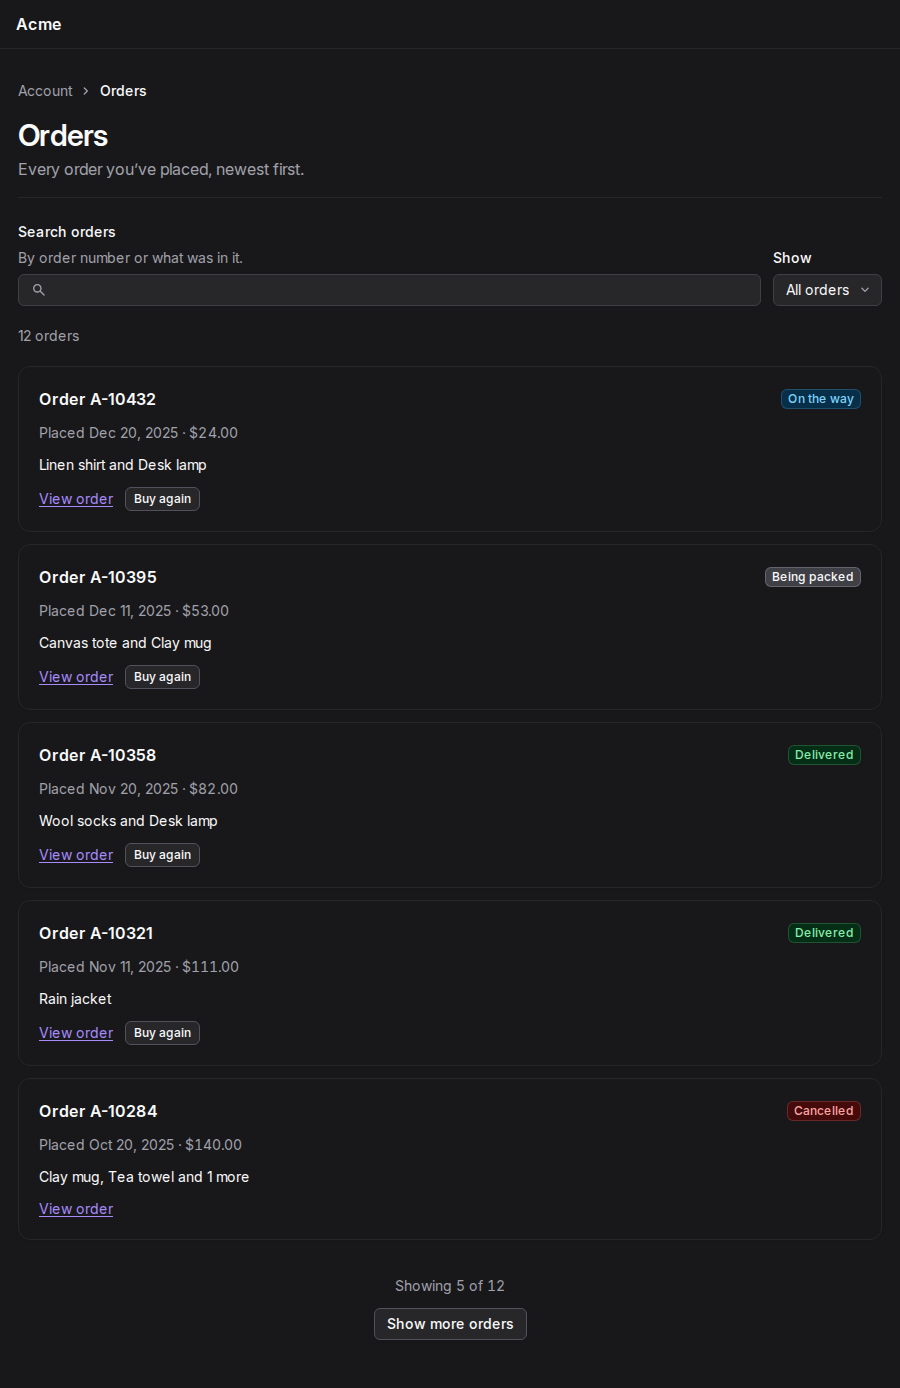 Acme
Account > Orders
Orders
Every order you’ve placed, newest first.
Search orders
By order number or what was in it.
Show
All orders
12 orders
Order A-10432
On the way
Placed Dec 20, 2025 · $24.00
Linen shirt and Desk lamp
View order Buy again
Order A-10395
Being packed
Placed Dec 11, 2025 · $53.00
Canvas tote and Clay mug
View order Buy again
Order A-10358
Delivered
Placed Nov 20, 2025 · $82.00
Wool socks and Desk lamp
View order Buy again
Order A-10321
Delivered
Placed Nov 11, 2025 · $111.00
Rain jacket
View order Buy again
Order A-10284
Cancelled
Placed Oct 20, 2025 · $140.00
Clay mug, Tea towel and 1 more
View order
Showing 5 of 12
Show more orders